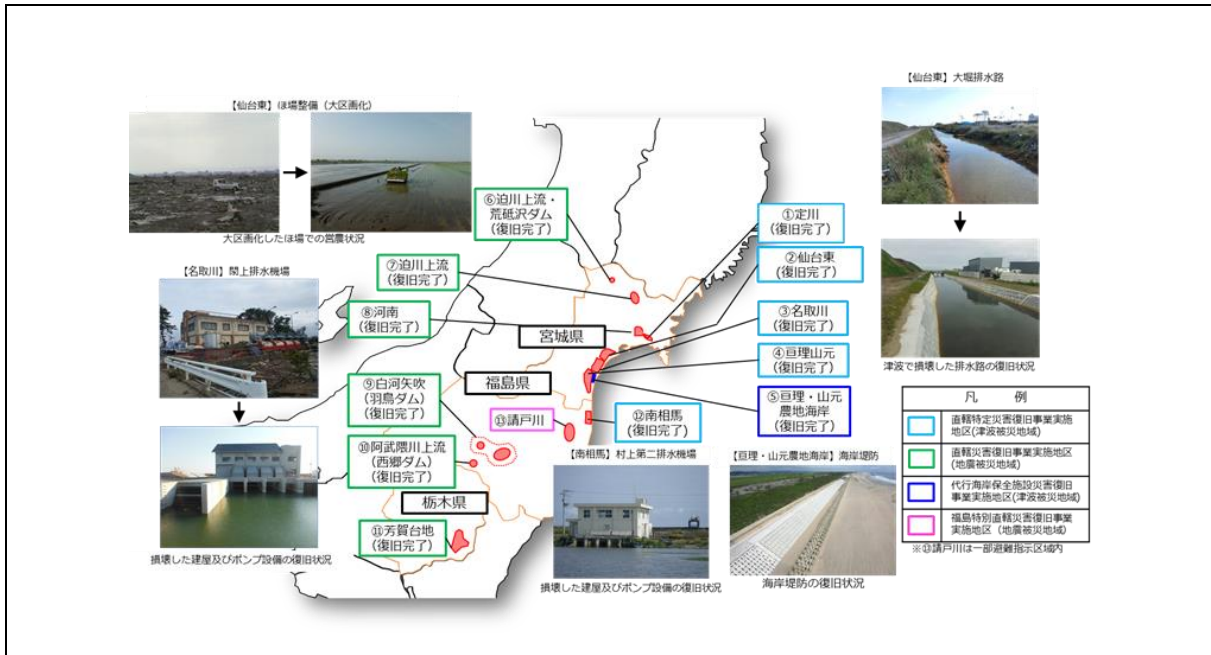 【仙台東】ほ場整備（大区画化）
大区画化したほ場での営農状況
【名取川】閖上排水機場
損壊した建屋及びポンプ設備の復旧状況
⑥迫川上流・
荒砥沢ダム
(復旧完了)
⑦迫川上流
(復旧完了)
⑧河南
(復旧完了)
⑨白河矢吹
(羽鳥ダム)
(復旧完了)
⑩阿武隈川上流
(西郷ダム)
(復旧完了)
⑪芳賀台地
(復旧完了)
宮城県
福島県
栃木県
⑬請戸川
⑫南相馬
(復旧完了)
①定川
(復旧完了)
②仙台東
(復旧完了)
③名取川
(復旧完了)
④亘理山元
(復旧完了)
⑤亘理・山元
農地海岸
(復旧完了)
【南相馬】村上第二排水機場
損壊した建屋及びポンプ設備の復旧状況
【亘理・山元農地海岸】海岸堤防
海岸堤防の復旧状況
【仙台東】大堀排水路
津波で損壊した排水路の復旧状況
凡　例
直轄特定災害復旧事業実施
地区(津波被災地域)
直轄災害復旧事業実施地区
(地震被災地域)
代行海岸保全施設災害復旧
事業実施地区(津波被災地域)
福島特別直轄災害復旧事業
実施地区（地震被災地域）
※⑬請戸川は一部避難指示区域内